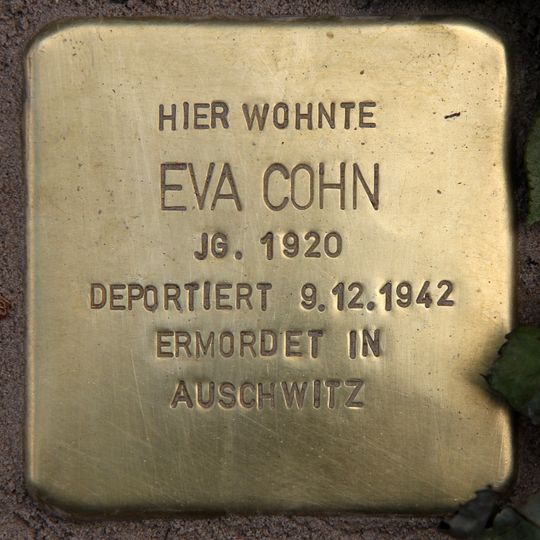 HIER WOHNTE
EVA COHN
JG. 1920
DEPORTIERT 9.12.1942
ERMORDET IN
AUSCHWITZ